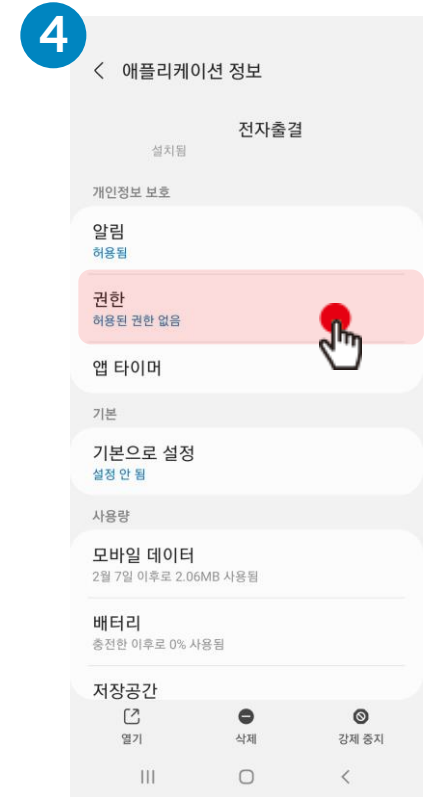 4
애플리케이션 정보
전자출결
설치됨
개인정보 보호
알림
허용됨
권한
허용된 권한 없음
앱 타이머
기본
기본으로 설정
설정 안 됨
사용량
모바일 데이터
2월 7일 이후로 2.06MB 사용됨
배터리
충전한 이후로 0% 사용됨
저장공간
열기 삭제 강제 중지